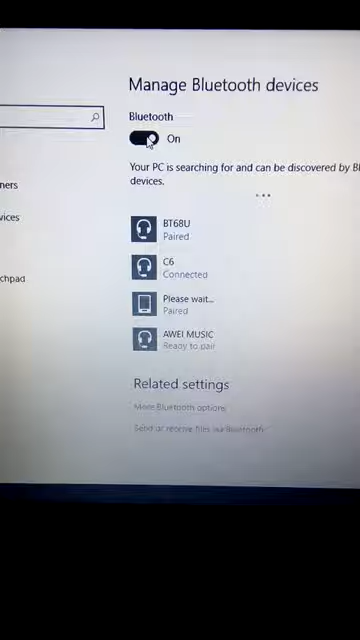 Manage Bluetooth devices
Bluetooth
On
Your PC is searching for and can be discovered by
devices.
ners
vices
BT68U
Paired
C6
Connected
chpad
Please wait...
Paired
AWEI MUSIC
Ready to pair
Related settings
More Bluetooth options
Send or receive files via Bluetooth